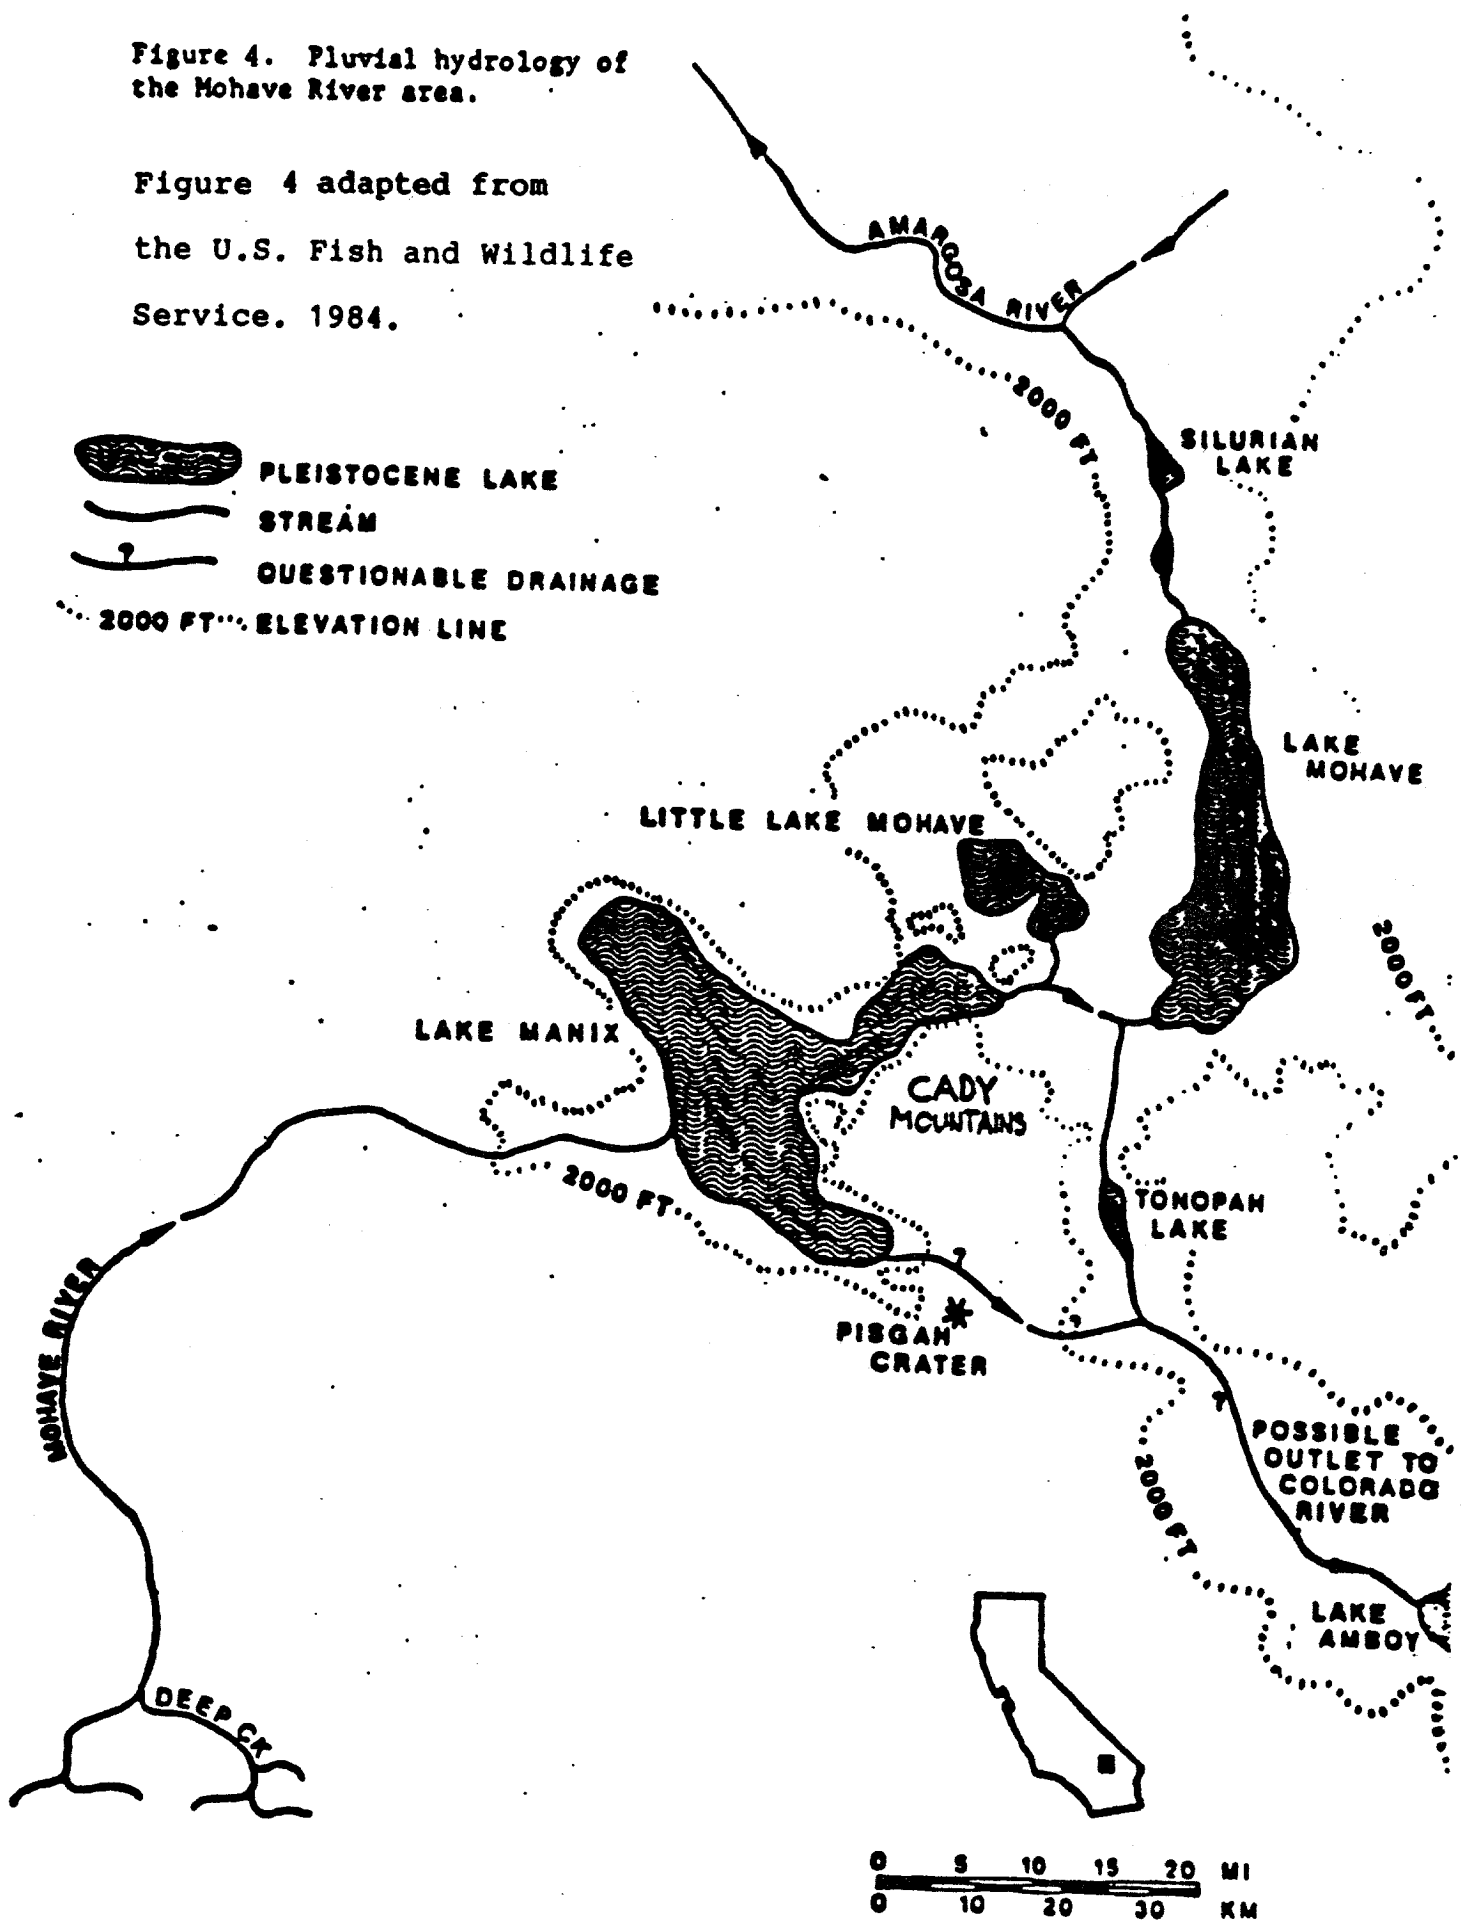 Figure 4. Pluvial hydrology of
the Mohave River area.
Figure 4 adapted from
the U.S. Fish and Wildlife
Service. 1984.
PLEISTOCENE LAKE
STREAM
?
QUESTIONABLE DRAINAGE
2000 FT ELEVATION LINE
AMARGOSA RIVER
2000 FT
SILURIAN
LAKE
LAKE
MOHAVE
LITTLE LAKE MOHAVE
2000 FT
LAKE MANIX
CADY
MOUNTAINS
2000 FT
TONOPAH
LAKE
?
MOHAVE RIVER
PISGAH
CRATER
?
?
POSSIBLE
OUTLET TO
COLORADO
RIVER
2000 FT
LAKE
AMBOY
DEEP CK
0 5 10 15 20 MI
0 10 20 30 KM